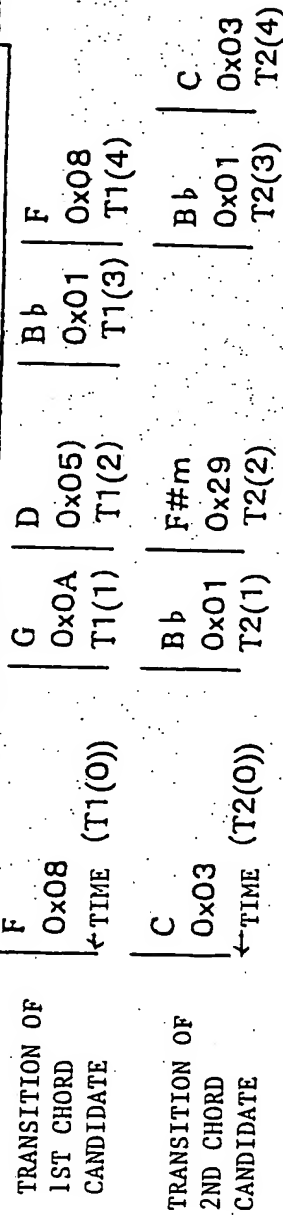 TRANSITION OF
1ST CHORD
CANDIDATE
F
0x08
←TIME (T1(0))
G
0x0A
T1(1)
D
0x05)
T1(2)
B♭
0x01
T1(3)
F
0x08
T1(4)
TRANSITION OF
2ND CHORD
CANDIDATE
C
0x03
←TIME (T2(0))
B♭
0x01
T2(1)
F#m
0x29
T2(2)
B♭
0x01
T2(3)
C
0x03
T2(4)